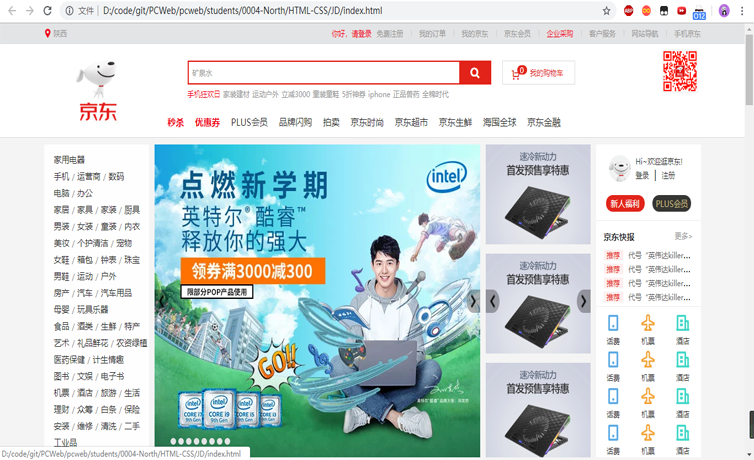 文件 | D:/code/git/PCWeb/pcweb/students/0004-North/HTML-CSS/JD/index.html
陕西
你好，请登录 免费注册 我的订单 我的京东 京东会员 企业采购 客户服务 网站导航 手机京东
京东
矿泉水
0 我的购物车
手机狂欢日 家装建材 运动户外 立减3000 童装童鞋 5折神券 iphone 正品兽药 全棉时代
秒杀 优惠券 PLUS会员 品牌闪购 拍卖 京东时尚 京东超市 京东生鲜 海囤全球 京东金融
家用电器
手机 / 运营商 / 数码
电脑 / 办公
家居 / 家具 / 家装 / 厨具
男装 / 女装 / 童装 / 内衣
美妆 / 个护清洁 / 宠物
女鞋 / 箱包 / 钟表 / 珠宝
男鞋 / 运动 / 户外
房产 / 汽车 / 汽车用品
母婴 / 玩具乐器
食品 / 酒类 / 生鲜 / 特产
艺术 / 礼品鲜花 / 农资绿植
医药保健 / 计生情趣
图书 / 文娱 / 电子书
机票 / 酒店 / 旅游 / 生活
理财 / 众筹 / 白条 / 保险
安装 / 维修 / 清洗 / 二手
工业品
点燃新学期
英特尔® 酷睿™
释放你的强大
领券满3000减300
限部分POP产品使用
intel
GO!!
intel CORE i9 9th Gen
intel CORE i7 9th Gen
intel CORE i5 9th Gen
intel CORE i3 9th Gen
速冷新动力
首发预售享特惠
速冷新动力
首发预售享特惠
速冷新动力
首发预售享特惠
Hi~欢迎逛京东!
登录 | 注册
新人福利 PLUS会员
京东快报 更多>
推荐 代号 "英伟达killer...
推荐 代号 "英伟达killer...
推荐 代号 "英伟达killer...
推荐 代号 "英伟达killer...
话费 机票 酒店
话费 机票 酒店
话费 机票 酒店
话费 机票 酒店
D:/code/git/PCWeb/pcweb/students/0004-North/HTML-CSS/JD/index.html